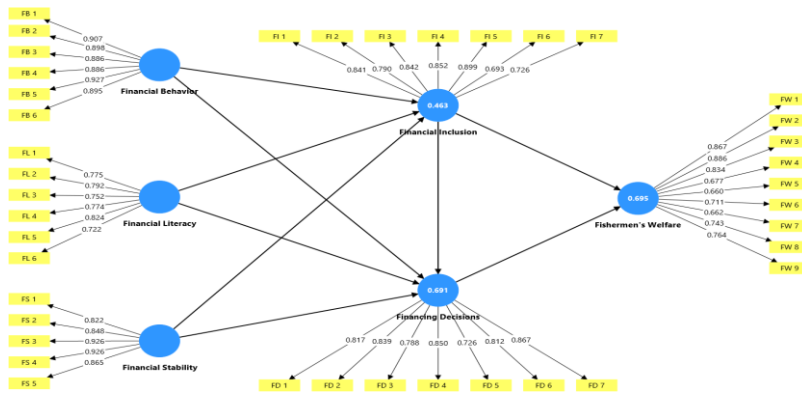 FB 1
FB 2
FB 3
FB 4
FB 5
FB 6
0.907
0.898
0.886
0.886
0.927
0.895
Financial Behavior
FL 1
FL 2
FL 3
FL 4
FL 5
FL 6
0.775
0.792
0.752
0.774
0.824
0.722
Financial Literacy
FS 1
FS 2
FS 3
FS 4
FS 5
0.822
0.848
0.926
0.926
0.865
Financial Stability
FI 1
FI 2
FI 3
FI 4
FI 5
FI 6
FI 7
0.841
0.790
0.842
0.852
0.899
0.693
0.726
0.463
Financial Inclusion
0.691
Financing Decisions
0.817
0.839
0.788
0.850
0.726
0.812
0.867
FD 1
FD 2
FD 3
FD 4
FD 5
FD 6
FD 7
0.695
Fishermen's Welfare
0.867
0.886
0.834
0.677
0.660
0.711
0.662
0.743
0.764
FW 1
FW 2
FW 3
FW 4
FW 5
FW 6
FW 7
FW 8
FW 9